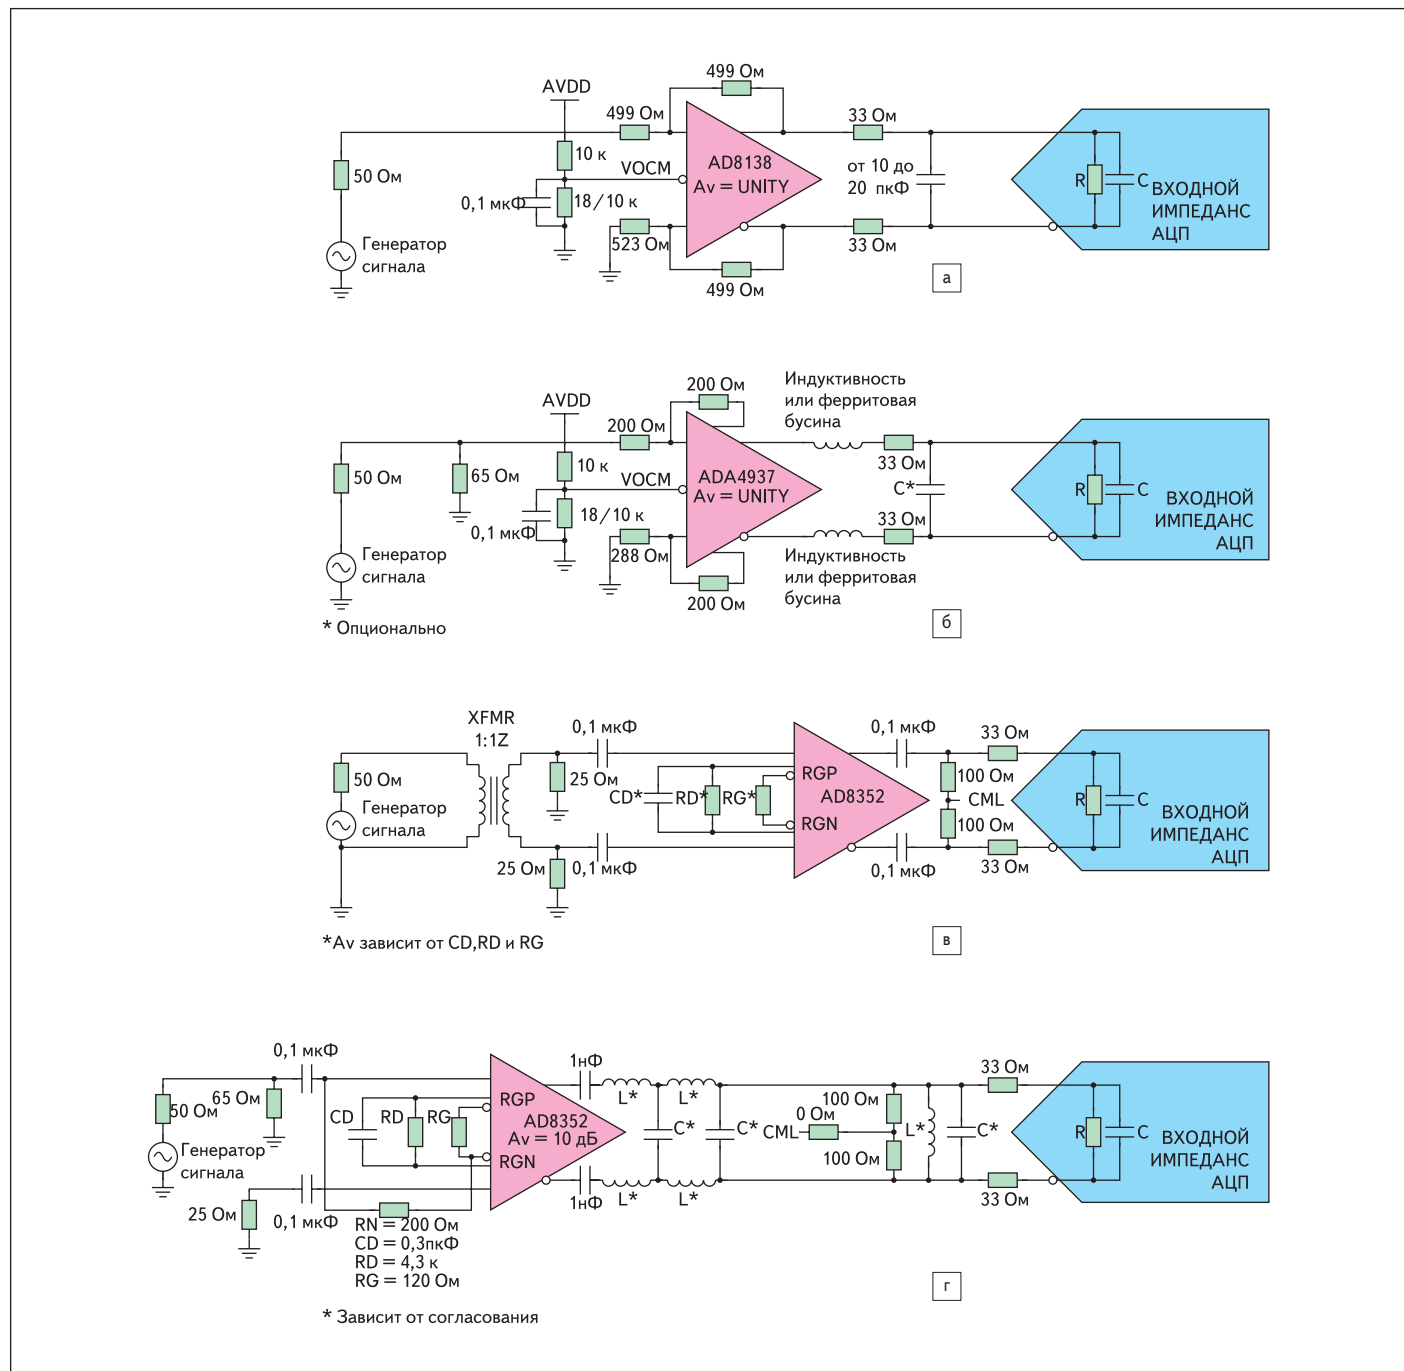 499 Ом
AVDD
499 Ом
33 Ом
10 к
VOCM
AD8138
Av = UNITY
от 10 до
20 пкФ
50 Ом
0,1 мкФ
18/10 к
R
C
ВХОДНОЙ
ИМПЕДАНС
АЦП
Генератор
сигнала
523 Ом
33 Ом
499 Ом
а
200 Ом
Индуктивность
или ферритовая
бусина
AVDD
200 Ом
33 Ом
50 Ом
65 Ом
10 к
VOCM
ADA4937
Av = UNITY
C*
R
C
ВХОДНОЙ
ИМПЕДАНС
АЦП
0,1 мкФ
18/10 к
33 Ом
Генератор
сигнала
288 Ом
200 Ом
Индуктивность
или ферритовая
бусина
* Опционально
б
XFMR
1:1Z
0,1 мкФ
0,1 мкФ
33 Ом
50 Ом
25 Ом
RGP
100 Ом
Генератор
сигнала
CD*
RD*
RG*
AD8352
CML
R
C
ВХОДНОЙ
ИМПЕДАНС
АЦП
RGN
100 Ом
25 Ом
0,1 мкФ
0,1 мкФ
33 Ом
*Av зависит от CD,RD и RG
в
0,1 мкФ
1нФ
33 Ом
50 Ом
65 Ом
RGP
L*
L*
100 Ом
0 Ом
CD
RD
RG
AD8352
Av = 10 дБ
C*
C*
CML
L*
C*
R
C
ВХОДНОЙ
ИМПЕДАНС
АЦП
Генератор
сигнала
RGN
100 Ом
25 Ом
0,1 мкФ
1нФ
L*
L*
33 Ом
RN = 200 Ом
CD = 0,3пкФ
RD = 4,3 к
RG = 120 Ом
г
* Зависит от согласования